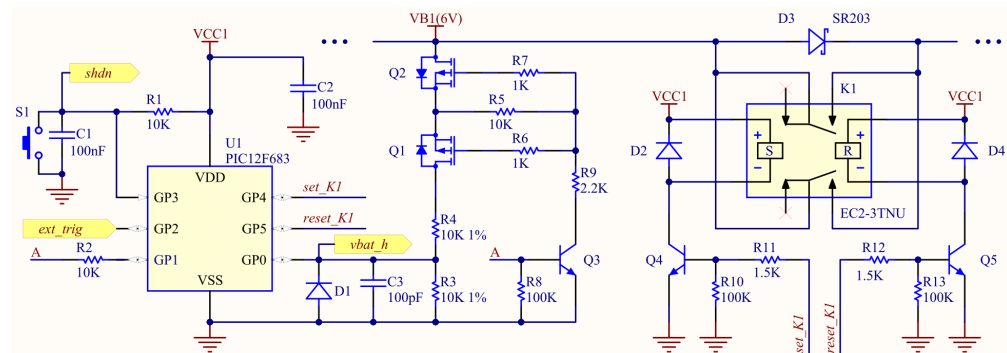 VB1(6V)
D3
SR203
VCC1
shdn
S1
C1
100nF
R1
10K
C2
100nF
U1
PIC12F683
VDD
GP3
GP4
set_K1
ext_trig
GP2
GP5
reset_K1
A
R2
10K
GP1
GP0
vbat_h
VSS
D1
C3
100pF
R4
10K 1%
R3
10K 1%
Q2
R7
1K
R5
10K
Q1
R6
1K
R9
2.2K
A
R8
100K
Q3
VCC1
K1
VCC1
D2
+
S
−
+
R
−
D4
EC2-3TNU
Q4
R11
1.5K
R12
1.5K
Q5
R10
100K
R13
100K
set_K1
reset_K1